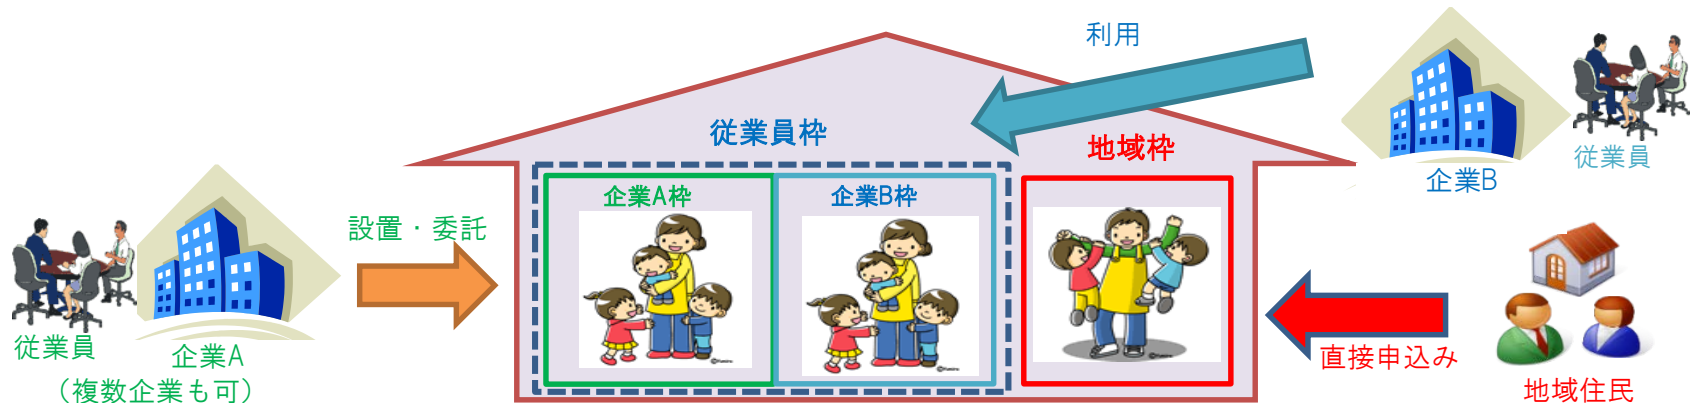 利用
従業員枠
地域枠
企業A枠
企業B枠
従業員
企業B
設置・委託
従業員
企業A
（複数企業も可）
直接申込み
地域住民